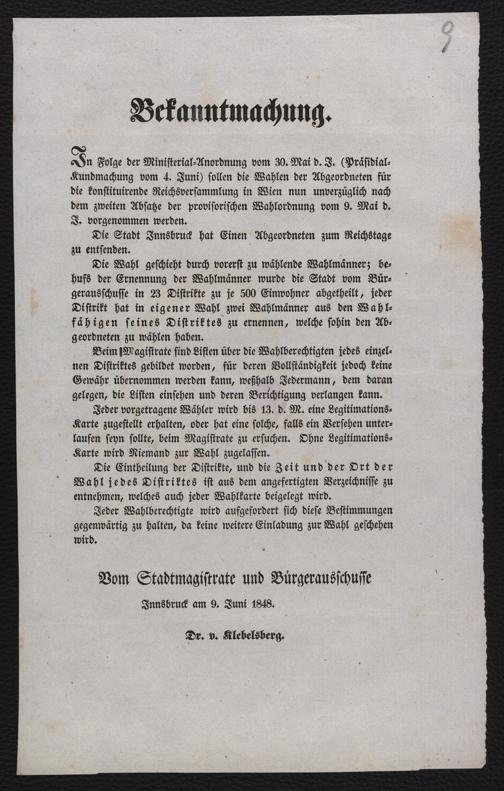 9
Bekanntmachung.
In Folge der Ministerial-Anordnung vom 30. Mai d. J. (Präsidial-
Kundmachung vom 4. Juni) sollen die Wahlen der Abgeordneten für
die konstituirende Reichsversammlung in Wien nun unverzüglich nach
dem zweiten Absatze der provisorischen Wahlordnung vom 9. Mai d.
J. vorgenommen werden.
Die Stadt Innsbruck hat Einen Abgeordneten zum Reichstage
zu entsenden.
Die Wahl geschieht durch vorerst zu wählende Wahlmänner; be-
hufs der Ernennung der Wahlmänner wurde die Stadt vom Bür-
gerausschusse in 23 Distrikte zu je 500 Einwohner abgetheilt, jeder
Distrikt hat in eigener Wahl zwei Wahlmänner aus den Wahl-
fähigen seines Distriktes zu ernennen, welche sohin den Ab-
geordneten zu wählen haben.
Beim Magistrate sind Listen über die Wahlberechtigten jedes einzel-
nen Distriktes gebildet worden, für deren Vollständigkeit jedoch keine
Gewähr übernommen werden kann, weßhalb Jedermann, dem daran
gelegen, die Listen einsehen und deren Berichtigung verlangen kann.
Jeder vorgetragene Wähler wird bis 13. d. M. eine Legitimations-
Karte zugestellt erhalten, oder hat eine solche, falls ein Versehen unter-
laufen seyn sollte, beim Magistrate zu ersuchen. Ohne Legitimations-
Karte wird Niemand zur Wahl zugelassen.
Die Eintheilung der Distrikte, und die Zeit und der Ort der
Wahl jedes Distriktes ist aus dem angefertigten Verzeichnisse zu
entnehmen, welches auch jeder Wahlkarte beigelegt wird.
Jeder Wahlberechtigte wird aufgefordert sich diese Bestimmungen
gegenwärtig zu halten, da keine weitere Einladung zur Wahl geschehen
wird.
Vom Stadtmagistrate und Bürgerausschusse
Innsbruck am 9. Juni 1848.
Dr. v. Klebelsberg.